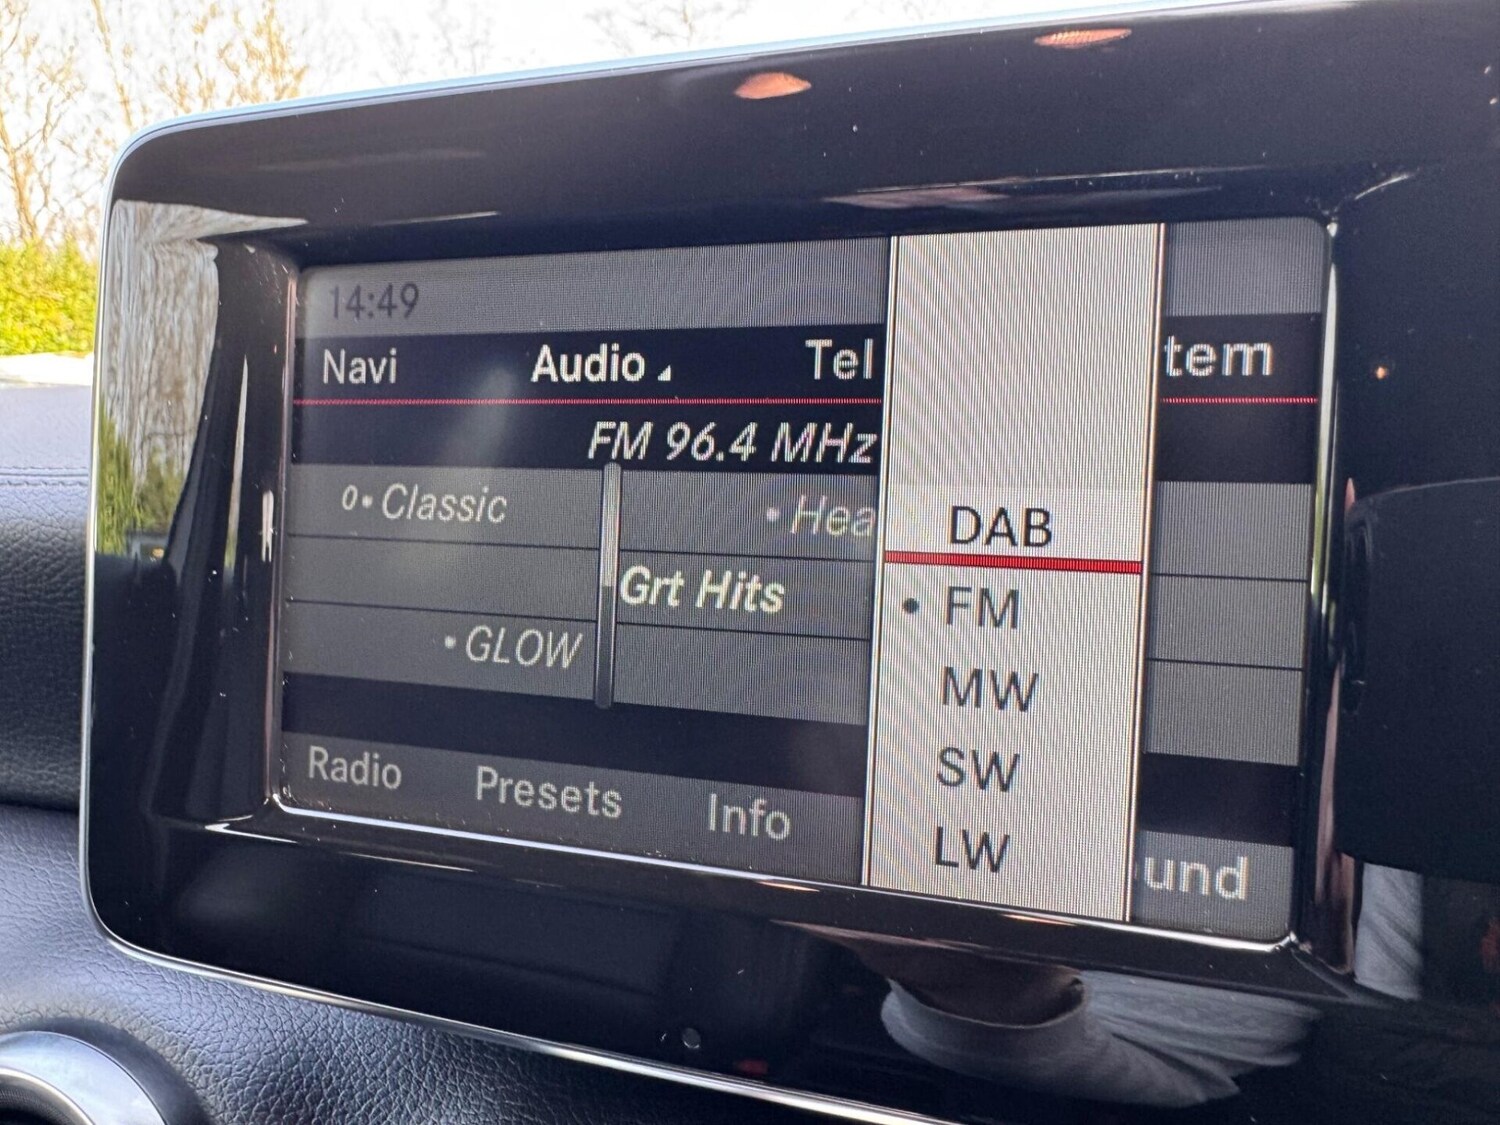 14:49
Navi Audio Tel tem
FM 96.4 MHz
Classic Hea
Grt Hits
GLOW
Radio Presets Info und
DAB
FM
MW
SW
LW